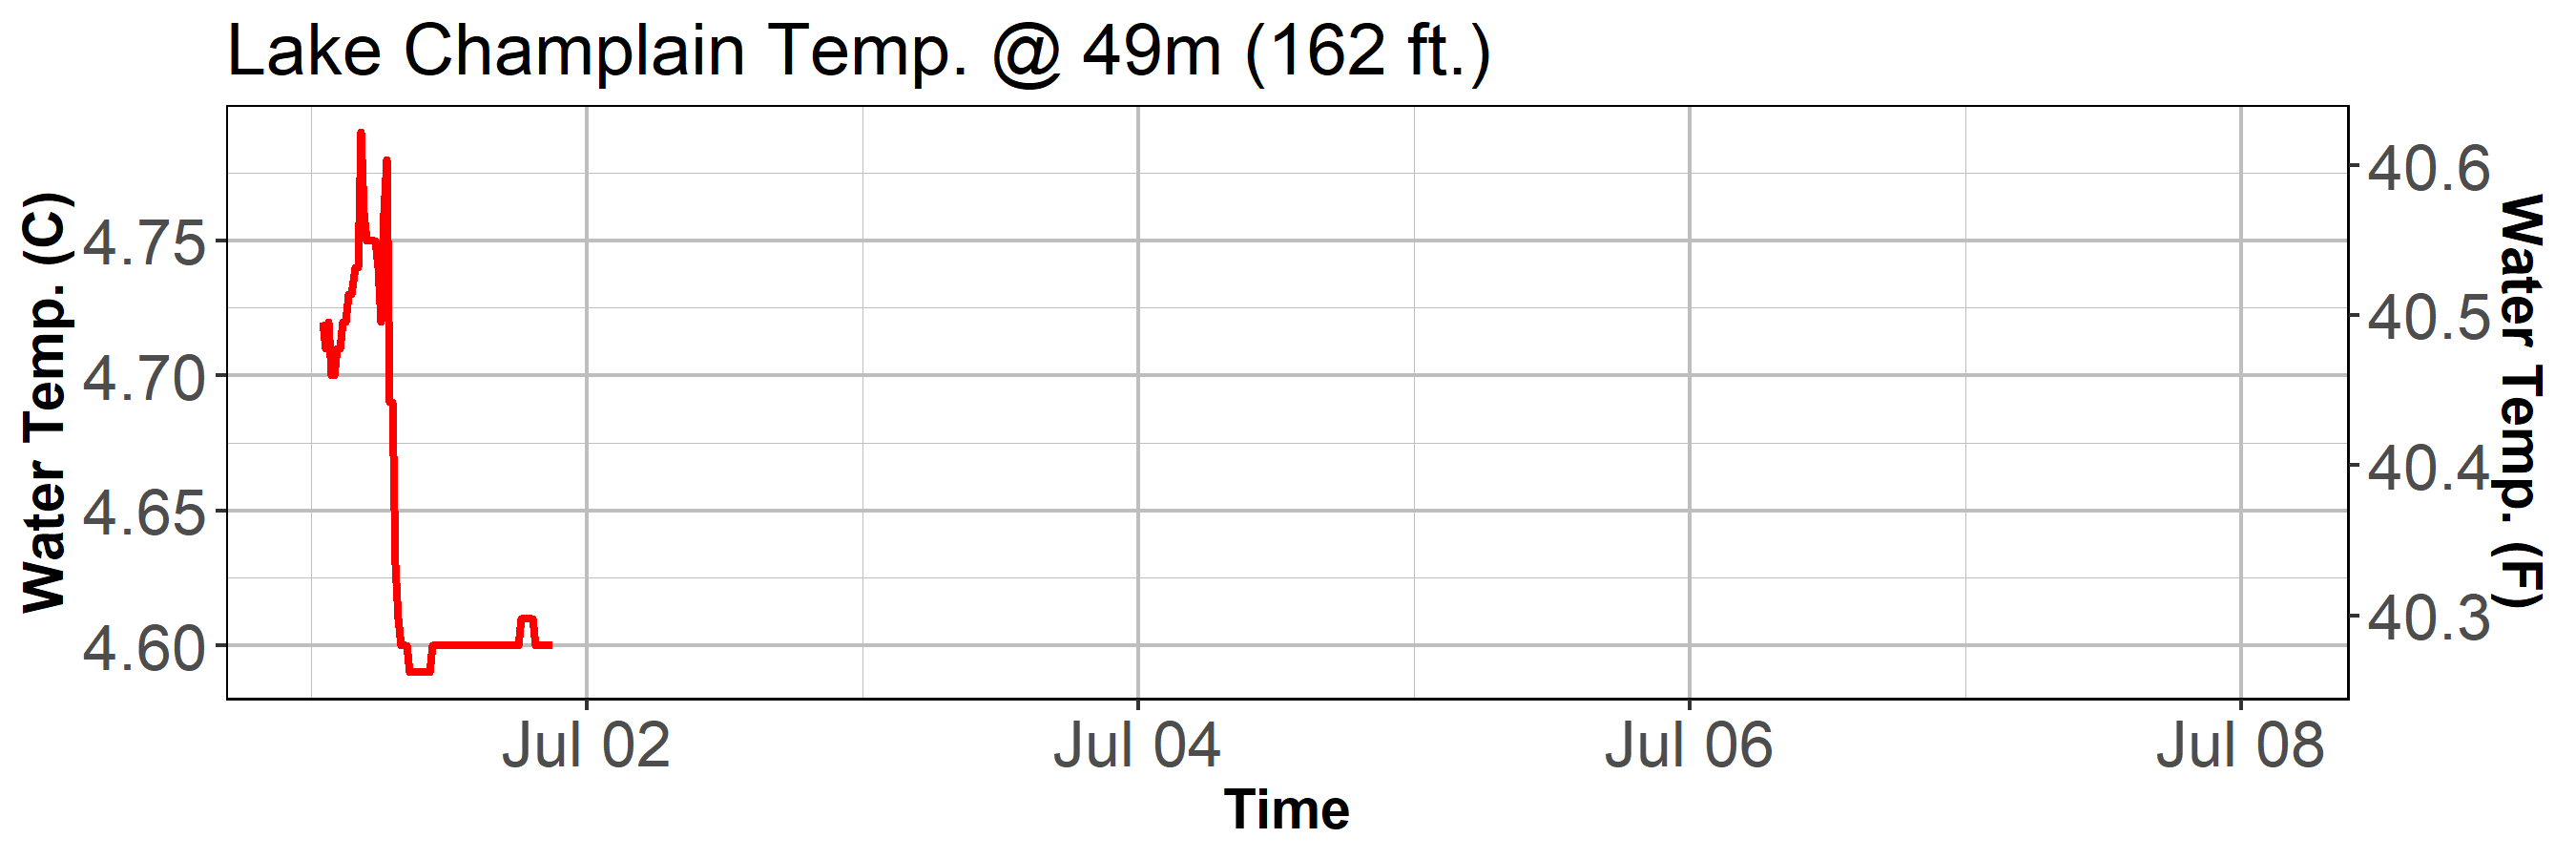 Lake Champlain Temp. @ 49m (162 ft.)
Water Temp. (C)
4.75
4.70
4.65
4.60
40.6
40.5
40.4
40.3
Water Temp. (F)
Jul 02 Jul 04 Jul 06 Jul 08
Time